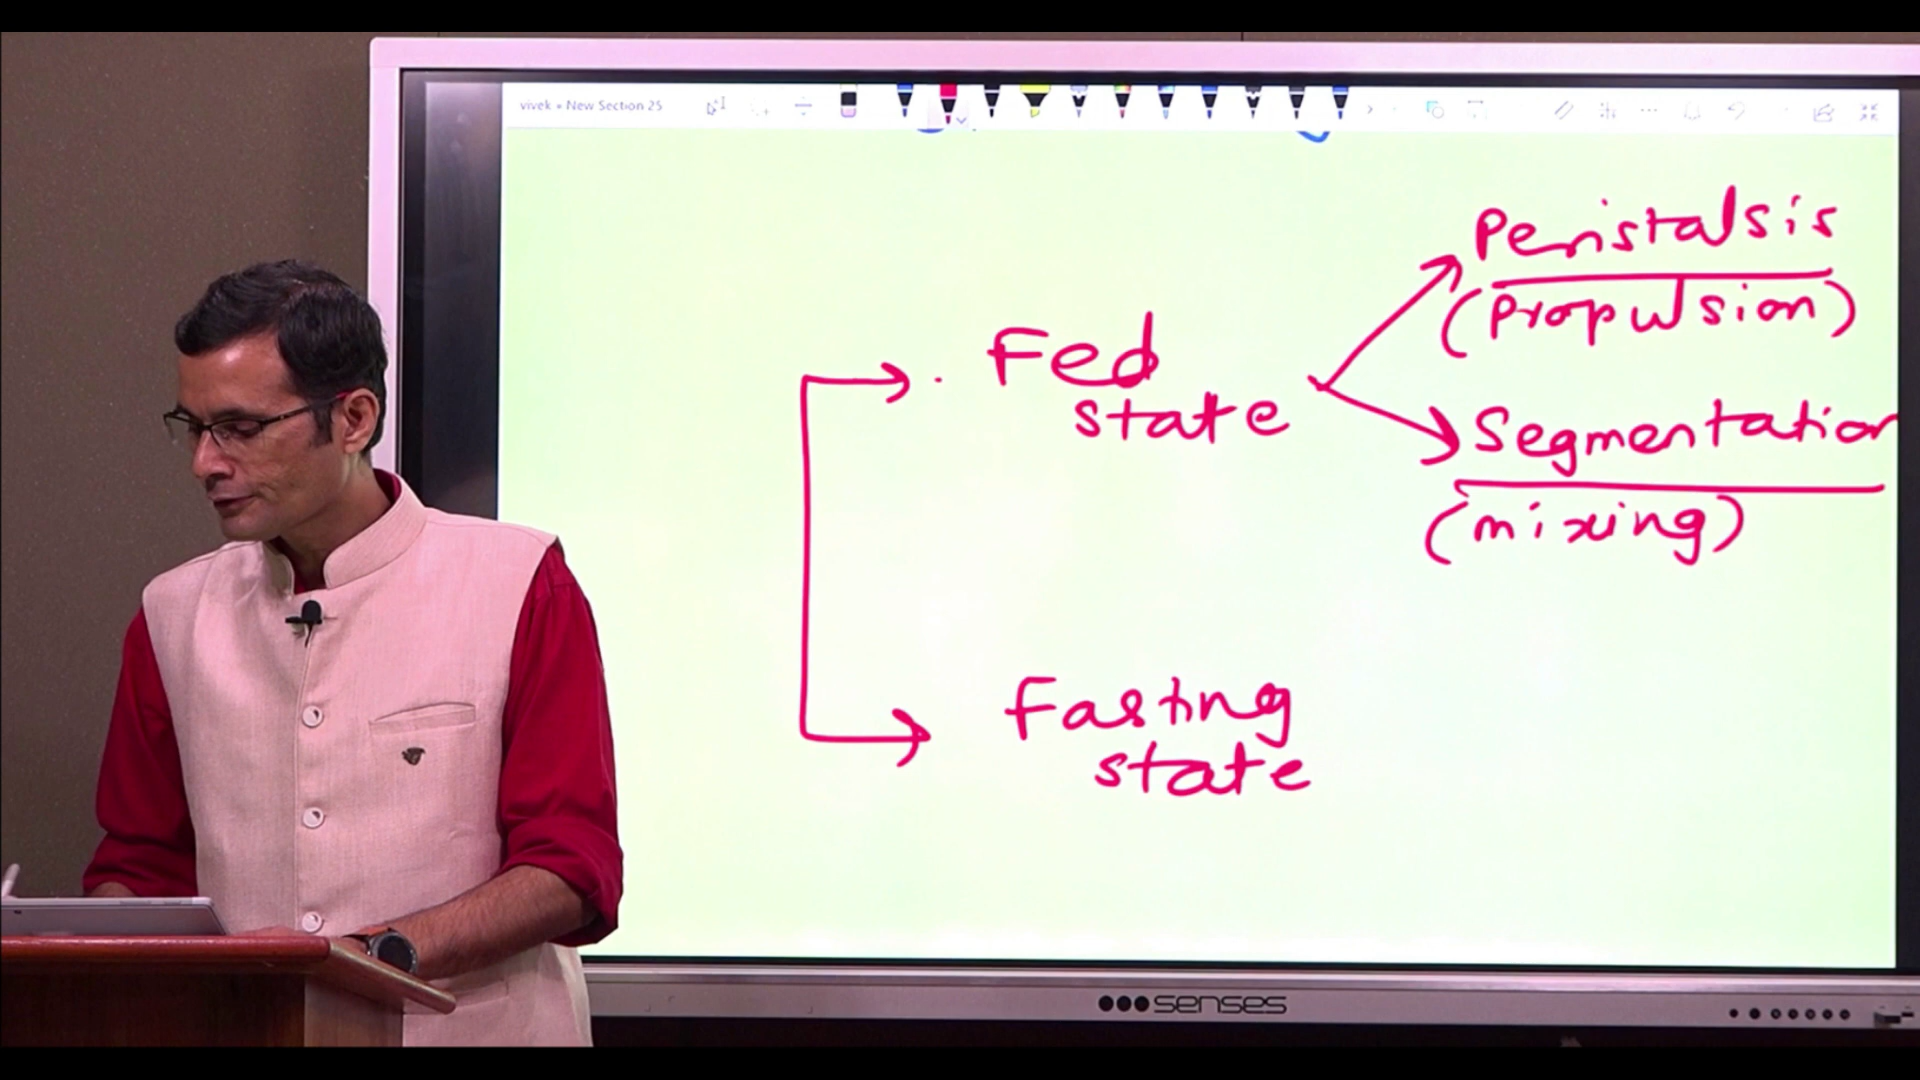 vivek » New Section 25
Peristalsis
(Propulsion)
Fed
state
Segmentation
(mixing)
Fasting
state
senses